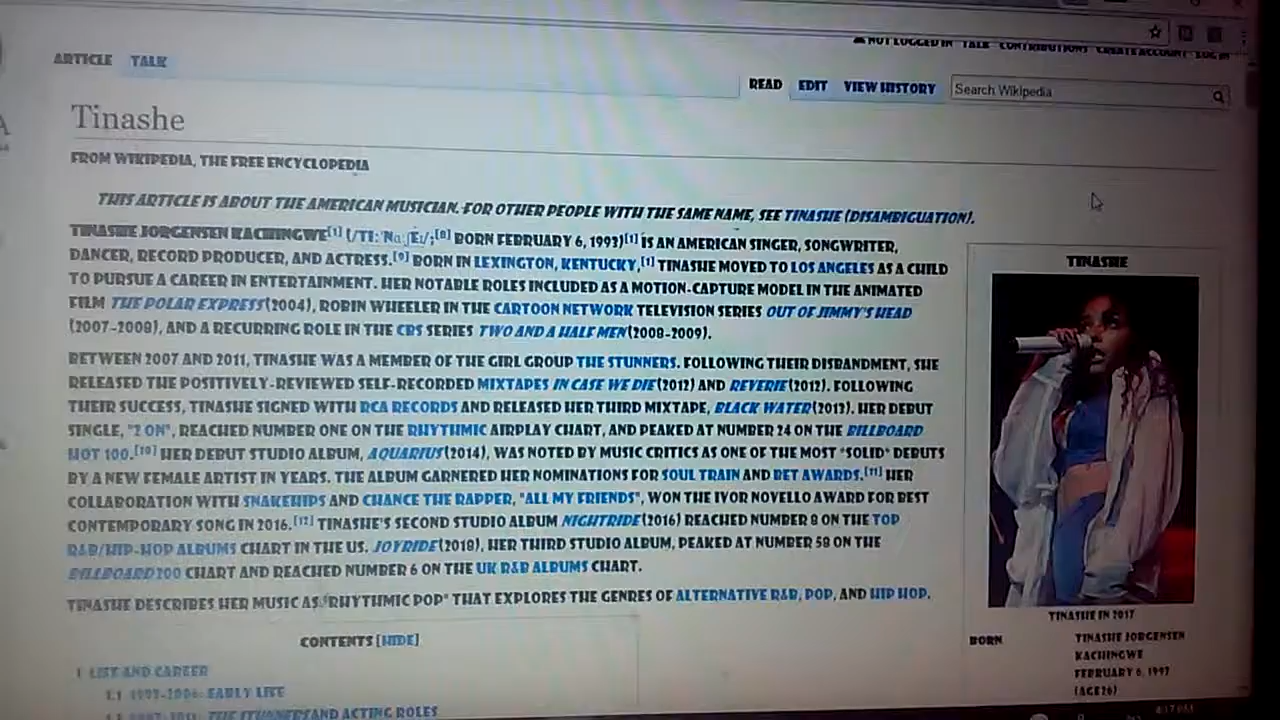 NOT LOGGED IN TALK CONTRIBUTIONS CREATE ACCOUNT LOG IN
ARTICLE TALK
READ EDIT VIEW HISTORY Search Wikipedia
Tinashe
FROM WIKIPEDIA, THE FREE ENCYCLOPEDIA
THIS ARTICLE IS ABOUT THE AMERICAN MUSICIAN. FOR OTHER PEOPLE WITH THE SAME NAME, SEE TINASHE (DISAMBIGUATION).
TINASHE JORGENSEN KACHINGWE[1] BORN FEBRUARY 6, 1993)[1] IS AN AMERICAN SINGER, SONGWRITER,
DANCER, RECORD PRODUCER, AND ACTRESS.[9] BORN IN LEXINGTON, KENTUCKY,[1] TINASHE MOVED TO LOS ANGELES AS A CHILD
TO PURSUE A CAREER IN ENTERTAINMENT. HER NOTABLE ROLES INCLUDED AS A MOTION-CAPTURE MODEL IN THE ANIMATED
FILM THE POLAR EXPRESS (2004), ROBIN WHEELER IN THE CARTOON NETWORK TELEVISION SERIES OUT OF JIMMY'S HEAD
(2007-2008), AND A RECURRING ROLE IN THE CBS SERIES TWO AND A HALF MEN (2008-2009).
BETWEEN 2007 AND 2011, TINASHE WAS A MEMBER OF THE GIRL GROUP THE STUNNERS. FOLLOWING THEIR DISBANDMENT, SHE
RELEASED THE POSITIVELY-REVIEWED SELF-RECORDED MIXTAPES IN CASE WE DIE (2012) AND REVERIE (2012). FOLLOWING
THEIR SUCCESS, TINASHE SIGNED WITH RCA RECORDS AND RELEASED HER THIRD MIXTAPE, BLACK WATER (2013). HER DEBUT
SINGLE, "2 ON", REACHED NUMBER ONE ON THE RHYTHMIC AIRPLAY CHART, AND PEAKED AT NUMBER 24 ON THE BILLBOARD
HOT 100.[10] HER DEBUT STUDIO ALBUM, AQUARIUS (2014), WAS NOTED BY MUSIC CRITICS AS ONE OF THE MOST "SOLID" DEBUTS
BY A NEW FEMALE ARTIST IN YEARS. THE ALBUM GARNERED HER NOMINATIONS FOR SOUL TRAIN AND BET AWARDS.[11] HER
COLLABORATION WITH SNAKEHIPS AND CHANCE THE RAPPER, "ALL MY FRIENDS", WON THE IVOR NOVELLO AWARD FOR BEST
CONTEMPORARY SONG IN 2016.[12] TINASHE'S SECOND STUDIO ALBUM NIGHTRIDE (2016) REACHED NUMBER 8 ON THE TOP
R&B/HIP-HOP ALBUMS CHART IN THE US. JOYRIDE (2018), HER THIRD STUDIO ALBUM, PEAKED AT NUMBER 58 ON THE
BILLBOARD 200 CHART AND REACHED NUMBER 6 ON THE UK R&B ALBUMS CHART.
TINASHE DESCRIBES HER MUSIC AS "RHYTHMIC POP" THAT EXPLORES THE GENRES OF ALTERNATIVE R&B, POP, AND HIP HOP.
CONTENTS [HIDE]
1 LIFE AND CAREER
1.1 1993-2006: EARLY LIFE
1.2 2007-2011: THE STUNNERS AND ACTING ROLES
TINASHE
TINASHE IN 2017
BORN TINASHE JORGENSEN
KACHINGWE
FEBRUARY 6, 1993
(AGE 26)
4:17 PM